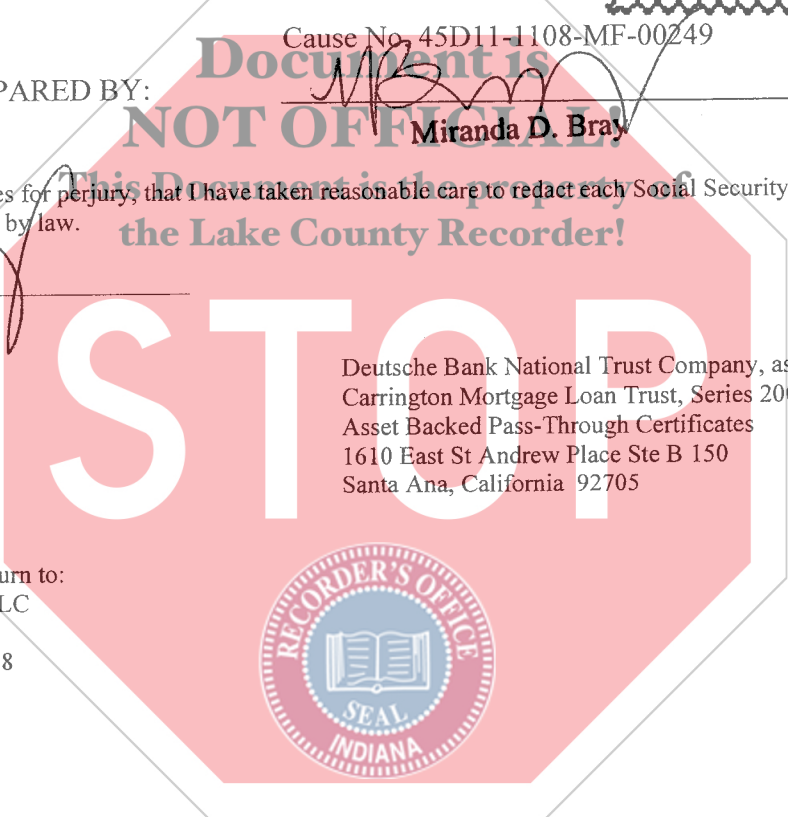 Cause No. 45D11-1108-MF-00249
Document is
PARED BY:
NOT OFFICIAL!
Miranda D. Bray
This Document is the property of
es for perjury, that I have taken reasonable care to redact each Social Security
by law.
the Lake County Recorder!
STOP
Deutsche Bank National Trust Company, as
Carrington Mortgage Loan Trust, Series 200
Asset Backed Pass-Through Certificates
1610 East St Andrew Place Ste B 150
Santa Ana, California 92705
urn to:
LC
8
RECORDER'S OFFICE
SEAL
INDIANA